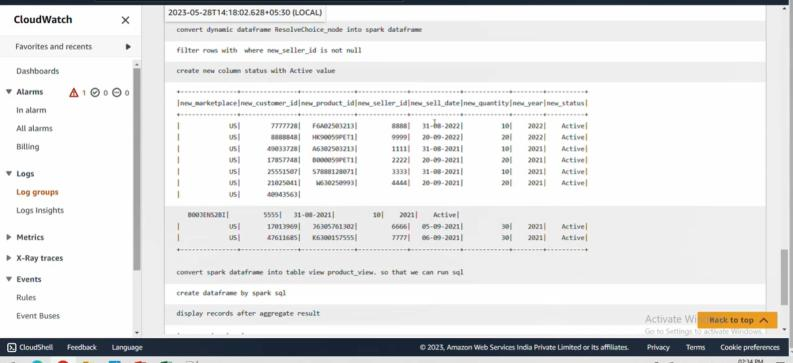 CloudWatch
Favorites and recents
Dashboards
Alarms 1 0 0
In alarm
All alarms
Billing
Logs
Log groups
Logs Insights
Metrics
X-Ray traces
Events
Rules
Event Buses
2023-05-28T14:18:02.628+05:30 (LOCAL)
convert dynamic dataframe ResolveChoice_node into spark dataframe
filter rows with where new_seller_id is not null
create new column status with Active value
|new_marketplace|new_customer_id|new_product_id|new_seller_id|new_sell_date|new_quantity|new_year|new_status|
| US| 7777728| F6A02503213| 8888| 31-08-2022| 10| 2022| Active|
| US| 8888848| HK90059PET1| 9999| 20-09-2022| 20| 2022| Active|
| US| 49033728| A6302503213| 1111| 31-08-2021| 10| 2021| Active|
| US| 17857748| B000059PET1| 2222| 20-09-2021| 20| 2021| Active|
| US| 25551507| S7888128071| 3333| 31-08-2021| 10| 2021| Active|
| US| 21025041| W630250993| 4444| 20-09-2021| 20| 2021| Active|
| US| 40943563|
B00JENS2BI| 5555| 31-08-2021| 10| 2021| Active|
| US| 17013969| J6305761302| 6666| 05-09-2021| 30| 2021| Active|
| US| 47611685| K6300157555| 7777| 06-09-2021| 30| 2021| Active|
convert spark dataframe into table view product_view. so that we can run sql
create dataframe by spark sql
display records after aggregate result
Activate Wi
Back to top
Go to Settings to activate Windows.
CloudShell Feedback Language © 2023, Amazon Web Services India Private Limited or its affiliates. Privacy Terms Cookie preferences
02:34 PM